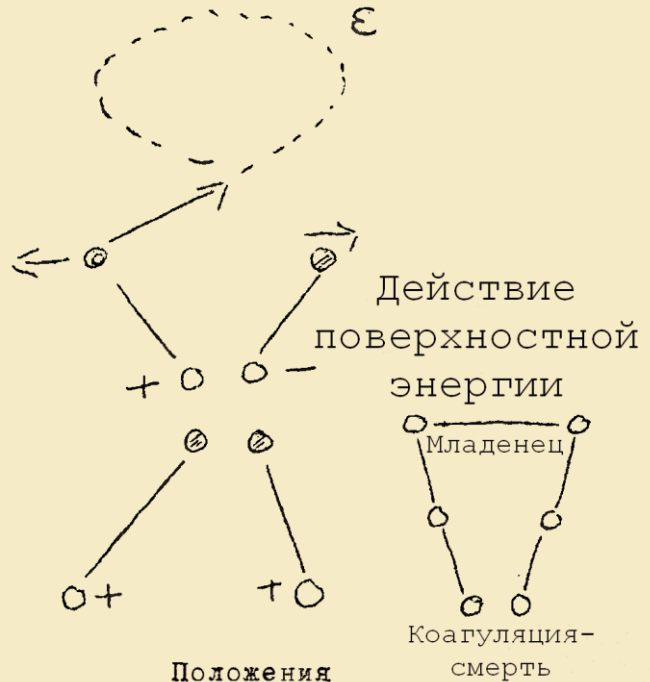 ε
+ −
Действие
поверхностной
энергии
Младенец
+ +
Коагуляция-
смерть
Положения